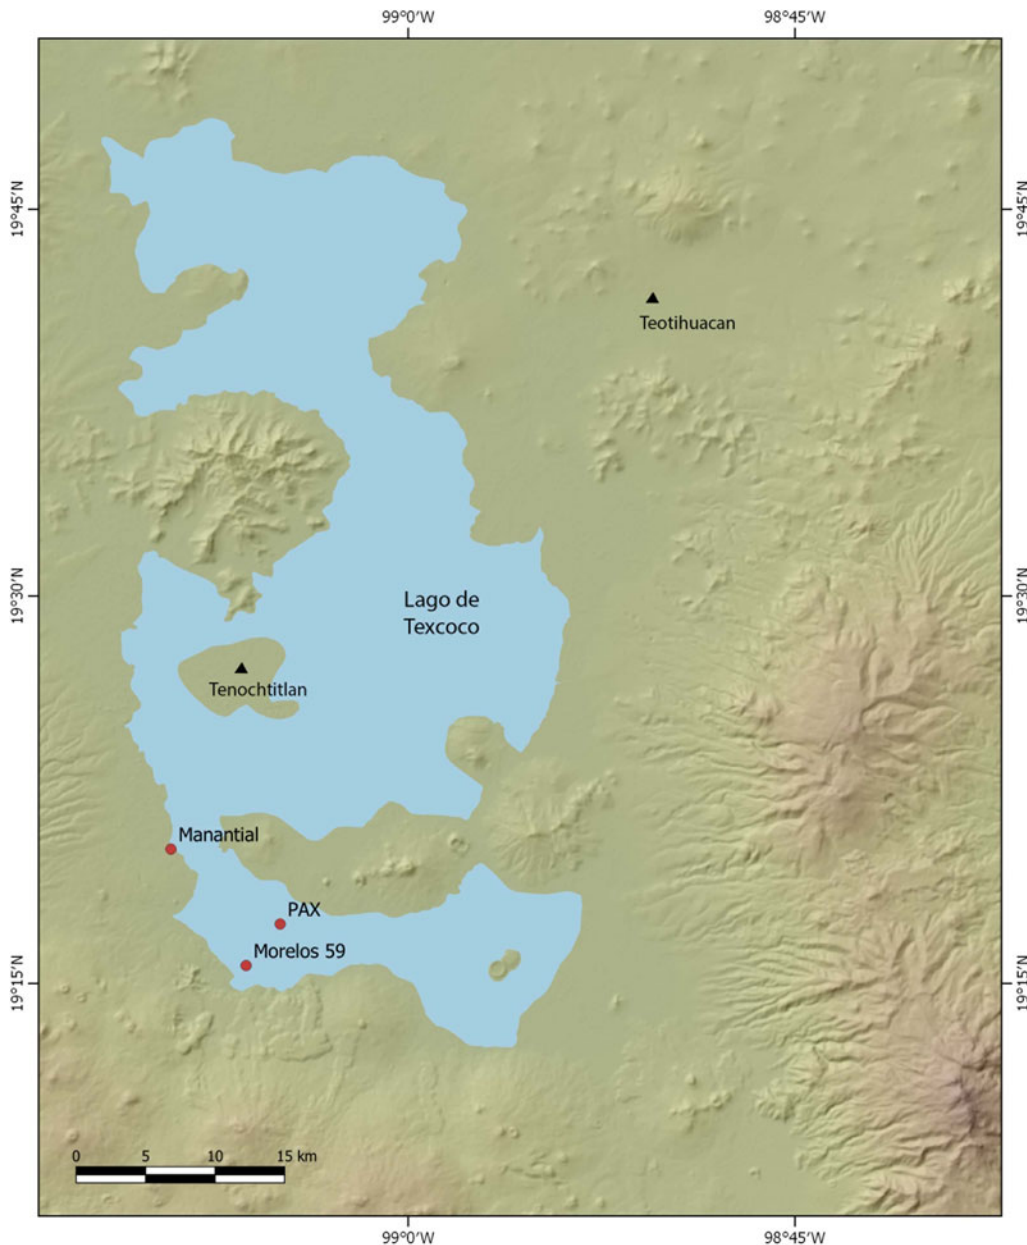 99°0'W
98°45'W
19°45'N
19°45'N
Teotihuacan
19°30'N
19°30'N
Lago de
Texcoco
Tenochtitlan
Manantial
PAX
Morelos 59
19°15'N
19°15'N
0 5 10 15 km
99°0'W
98°45'W